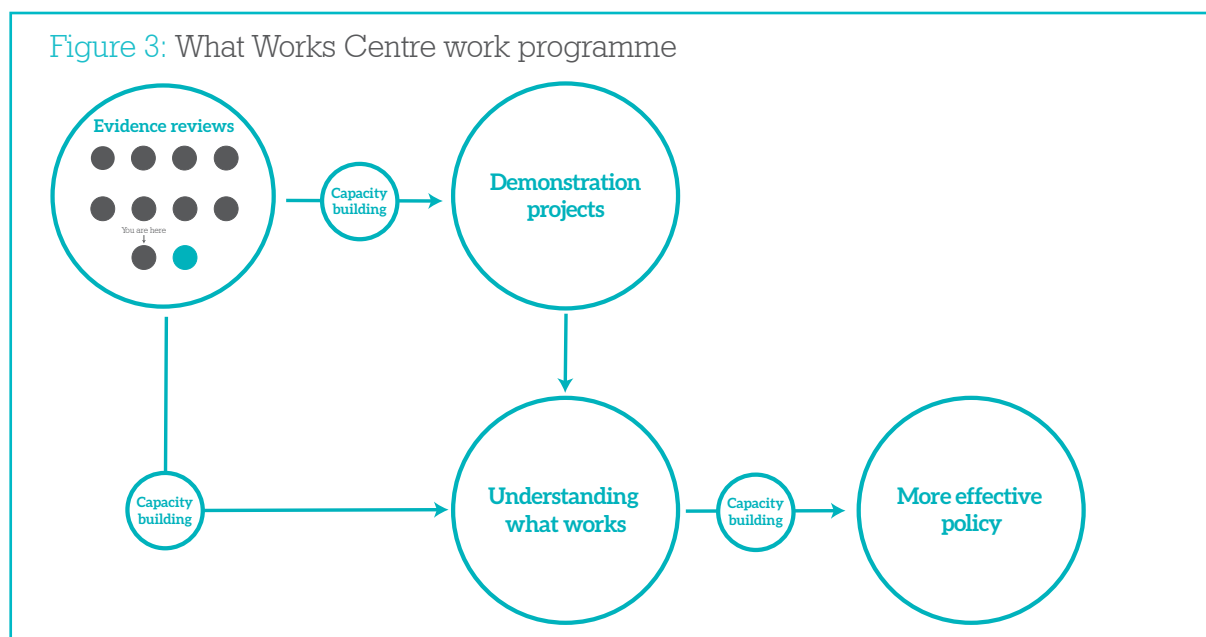 Figure 3: What Works Centre work programme
Evidence reviews
You are here
Capacity
building
Demonstration
projects
Capacity
building
Understanding
what works
Capacity
building
More effective
policy